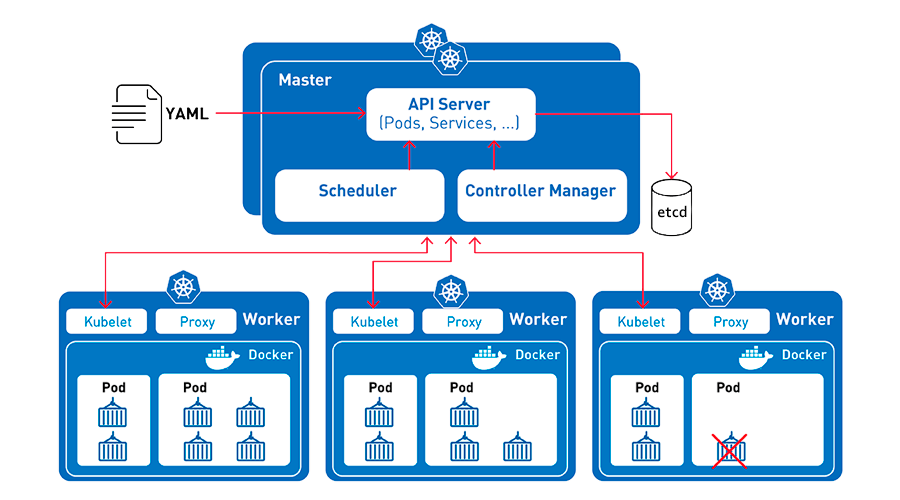 Master
API Server
(Pods, Services, ...)
YAML
Scheduler
Controller Manager
etcd
Kubelet
Proxy
Worker
Docker
Pod
Pod
Kubelet
Proxy
Worker
Docker
Pod
Pod
Kubelet
Proxy
Worker
Docker
Pod
Pod